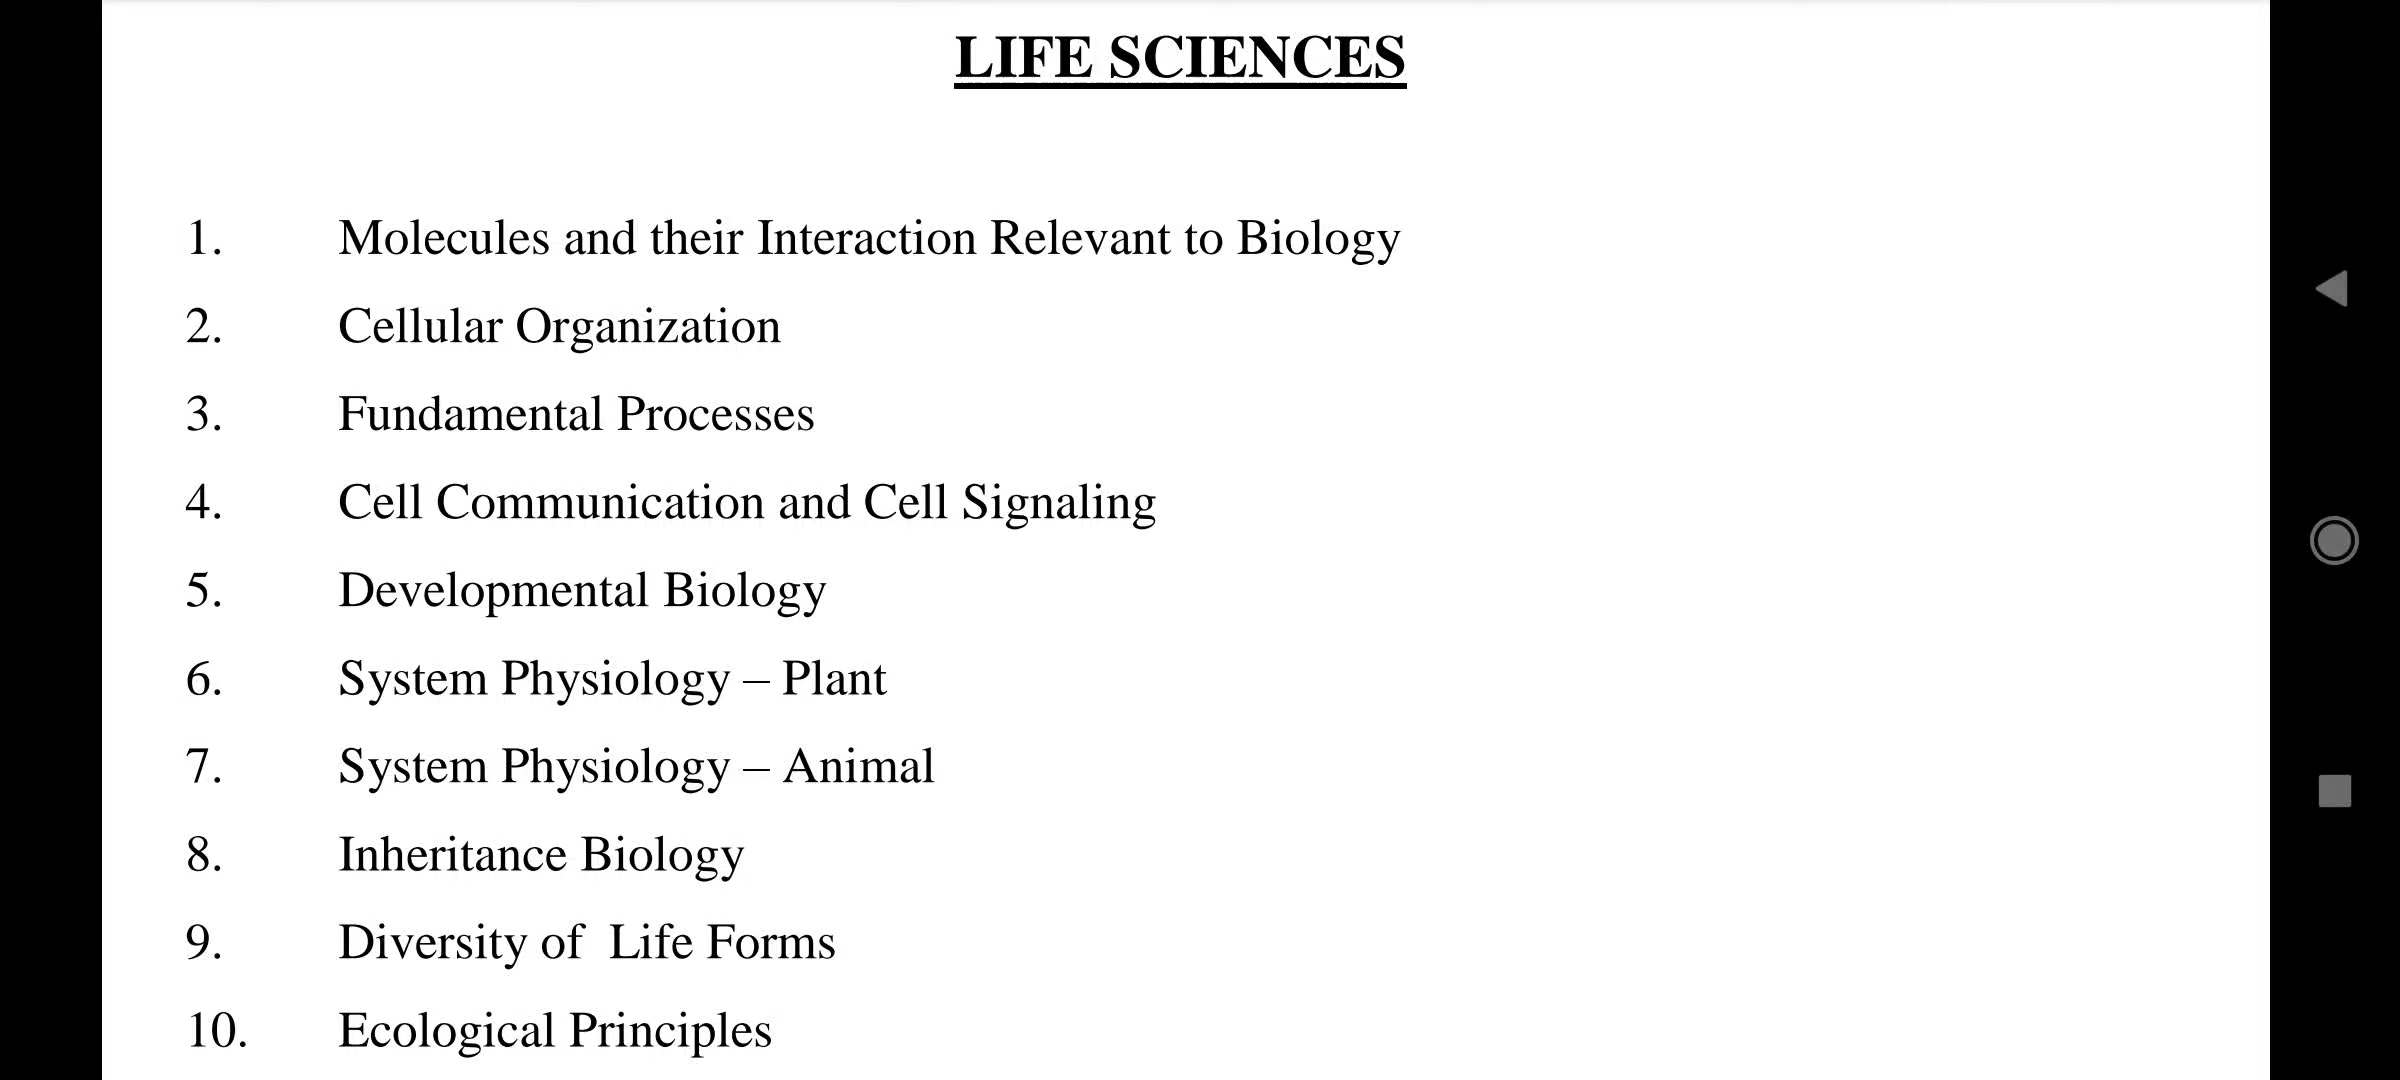 LIFE SCIENCES
1. Molecules and their Interaction Relevant to Biology
2. Cellular Organization
3. Fundamental Processes
4. Cell Communication and Cell Signaling
5. Developmental Biology
6. System Physiology – Plant
7. System Physiology – Animal
8. Inheritance Biology
9. Diversity of  Life Forms
10. Ecological Principles